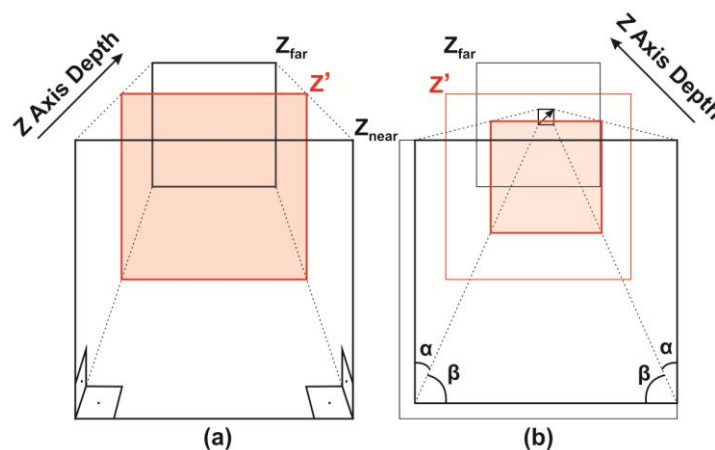 Z Axis Depth
Zfar
Z'
Znear
α
β
β
α
(a)
Zfar
Z'
Z Axis Depth
(b)